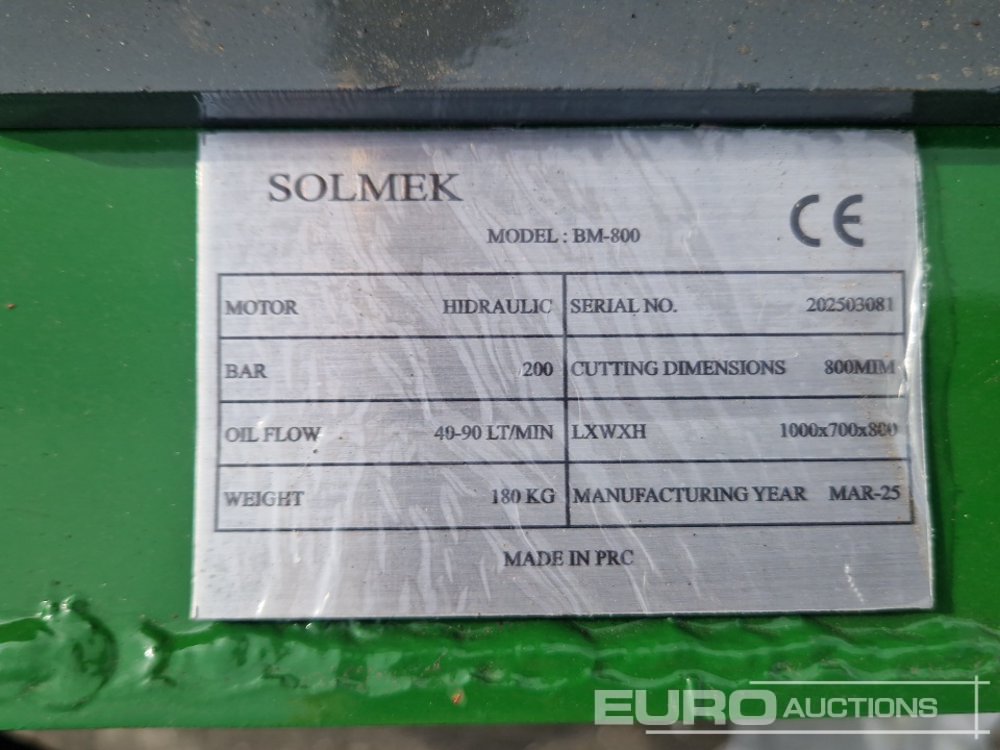 SOLMEK
MODEL : BM-800
CE
MOTOR HIDRAULIC SERIAL NO. 202503081
BAR 200 CUTTING DIMENSIONS 800MIM
OIL FLOW 40-90 LT/MIN LXWXH 1000x700x800
WEIGHT 180 KG MANUFACTURING YEAR MAR-25
MADE IN PRC
EURO AUCTIONS